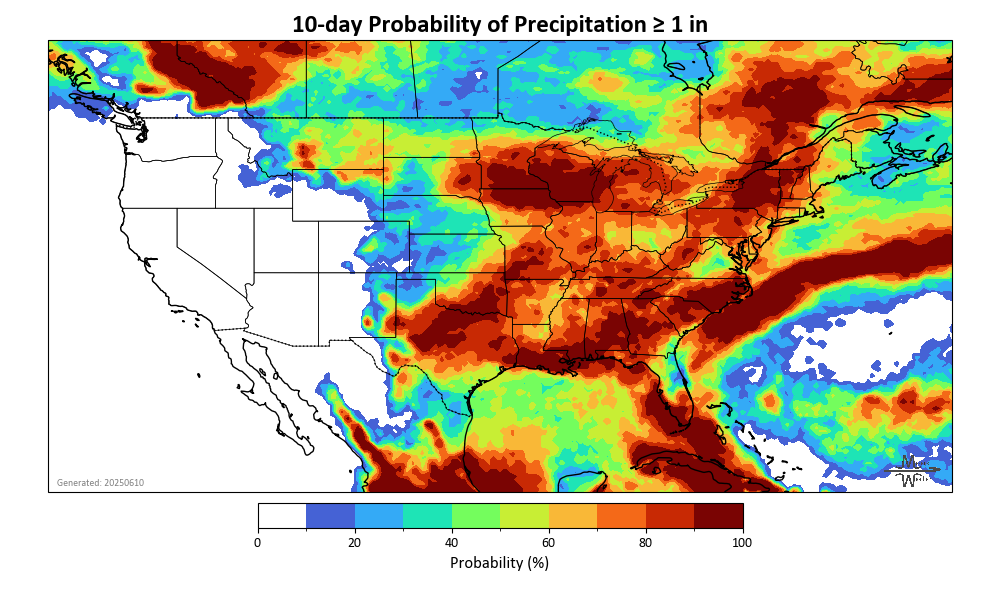 10-day Probability of Precipitation ≥ 1 in
Generated: 20250610
0 20 40 60 80 100
Probability (%)